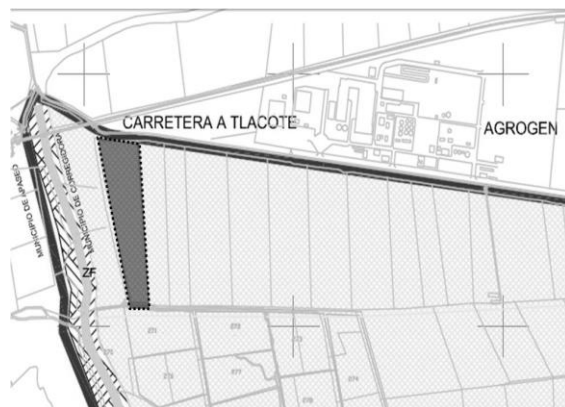 CARRETERA A TLACOTE
AGROGEN
MUNICIPIO DE APASEO
MUNICIPIO DE CORREGIDORA
ZF